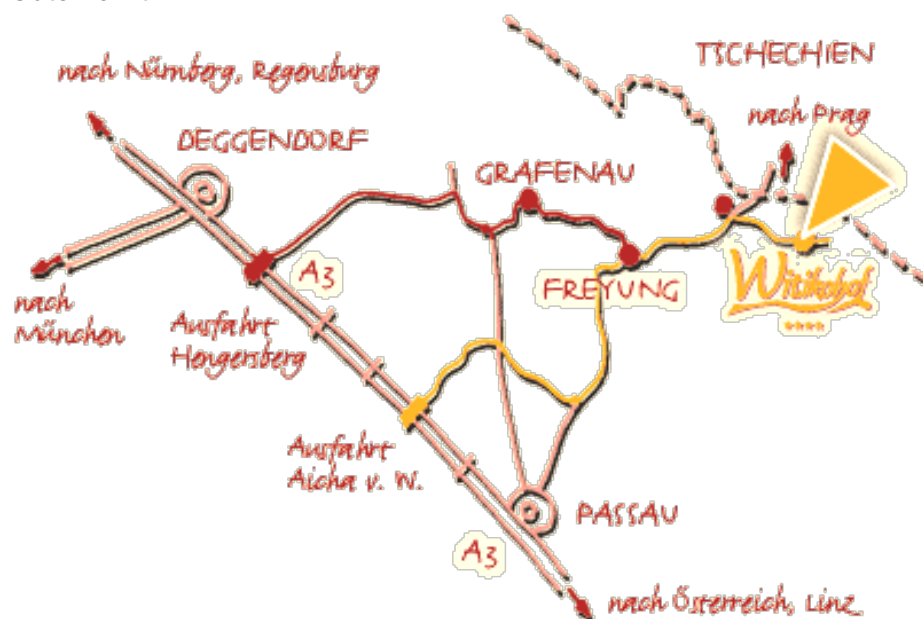 TSCHECHIEN
nach Nürnberg, Regensburg
nach Prag
DEGGENDORF
GRAFENAU
A3
FREYUNG
Witikohof
nach
München
Ausfahrt
Hengersberg
Ausfahrt
Aicha v. W.
PASSAU
A3
nach Österreich, Linz